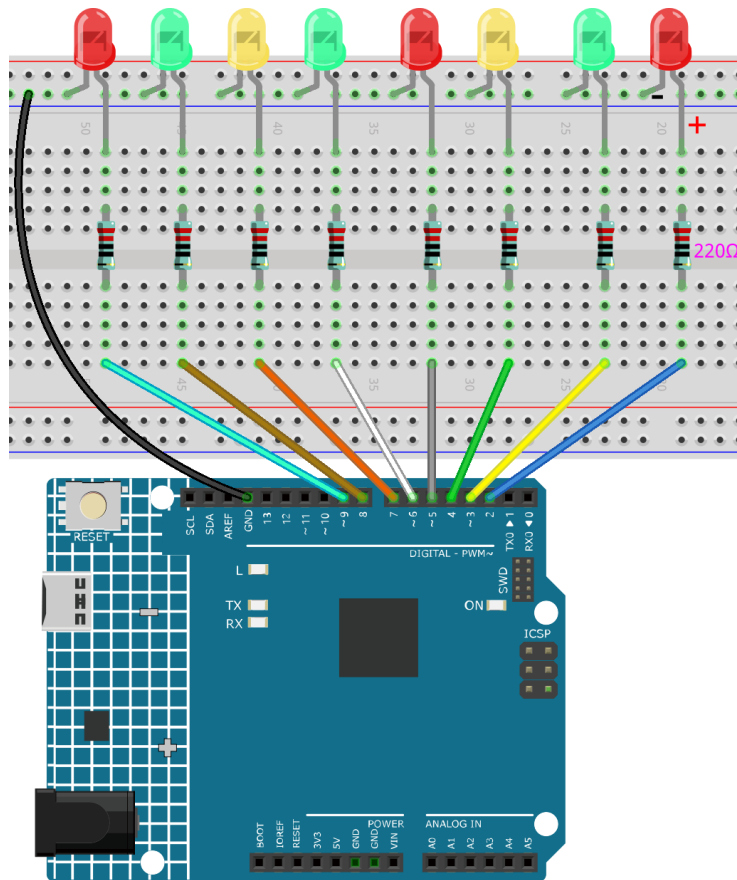 -
+
50
45
40
35
30
25
20
220Ω
45
35
25
RESET
SCL
SDA
AREF
GND
13
12
~11
~10
~9
8
7
~6
~5
4
~3
2
TX0 ▶ 1
RX0 ◀ 0
DIGITAL - PWM~
L
TX
RX
ON
SWD
ICSP
BOOT
IOREF
RESET
3V3
5V
GND
GND
VIN
POWER
ANALOG IN
A0
A1
A2
A3
A4
A5